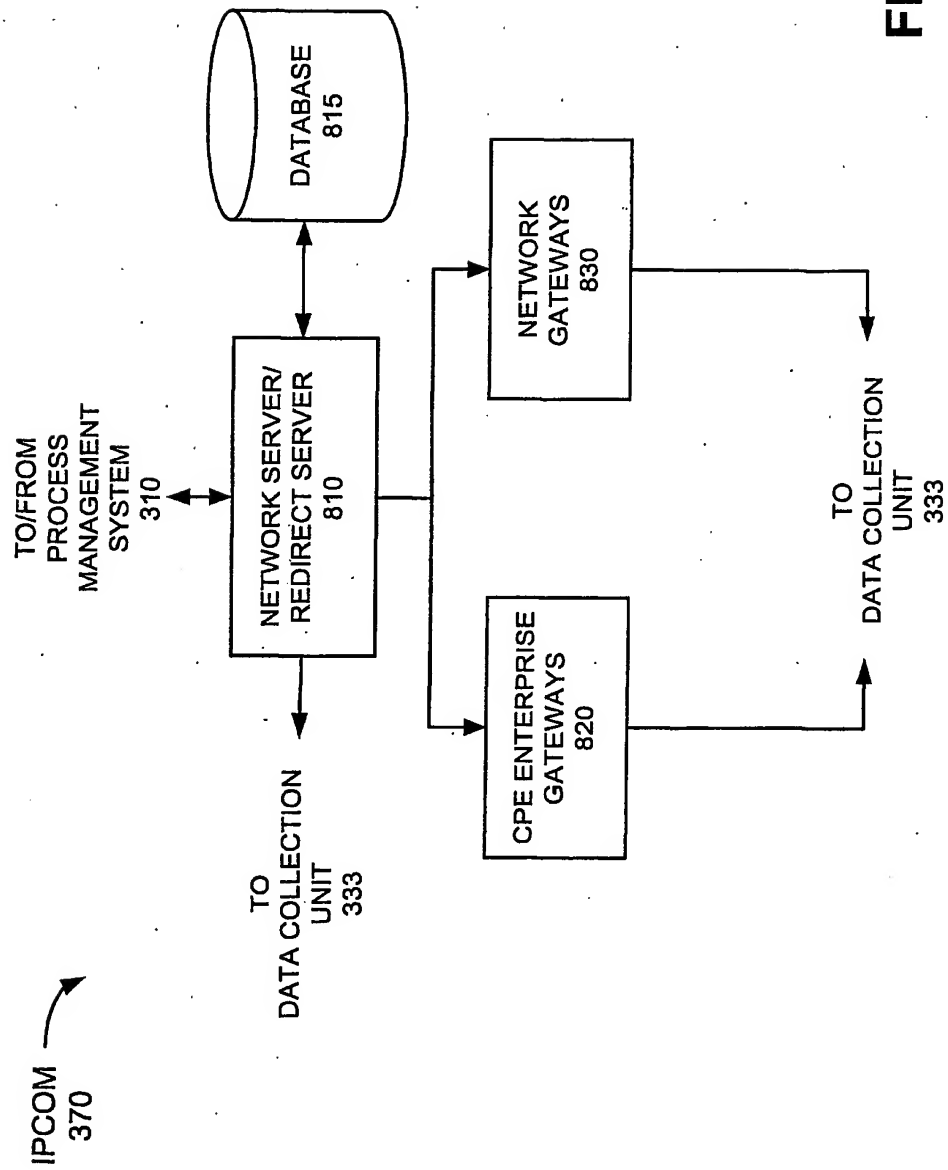 IPCOM
370
TO/FROM
PROCESS
MANAGEMENT
SYSTEM
310
TO
DATA COLLECTION
UNIT
333
NETWORK SERVER/
REDIRECT SERVER
810
DATABASE
815
CPE ENTERPRISE
GATEWAYS
820
NETWORK
GATEWAYS
830
TO
DATA COLLECTION
UNIT
333